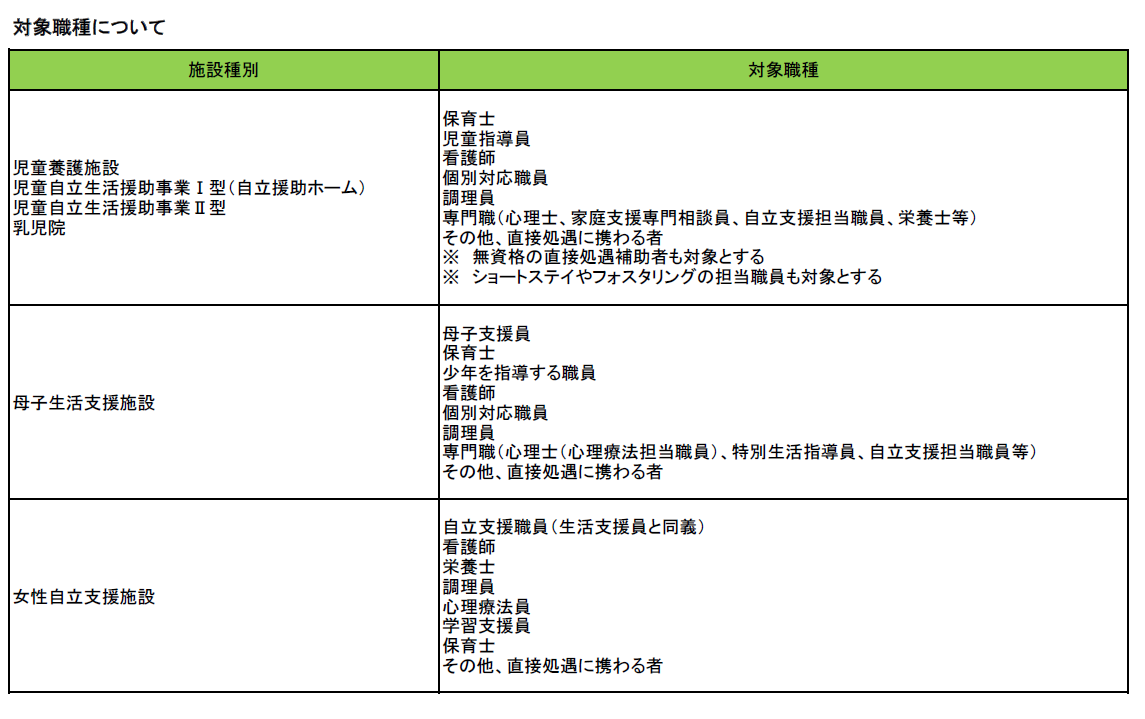 対象職種について
施設種別
対象職種
児童養護施設
児童自立生活援助事業Ⅰ型(自立援助ホーム)
児童自立生活援助事業Ⅱ型
乳児院
保育士
児童指導員
看護師
個別対応職員
調理員
専門職(心理士、家庭支援専門相談員、自立支援担当職員、栄養士等)
その他、直接処遇に携わる者
※ 無資格の直接処遇補助者も対象とする
※ ショートステイやフォスタリングの担当職員も対象とする
母子生活支援施設
母子支援員
保育士
少年を指導する職員
看護師
個別対応職員
調理員
専門職(心理士(心理療法担当職員)、特別生活指導員、自立支援担当職員等)
その他、直接処遇に携わる者
女性自立支援施設
自立支援職員(生活支援員と同義)
看護師
栄養士
調理員
心理療法員
学習支援員
保育士
その他、直接処遇に携わる者